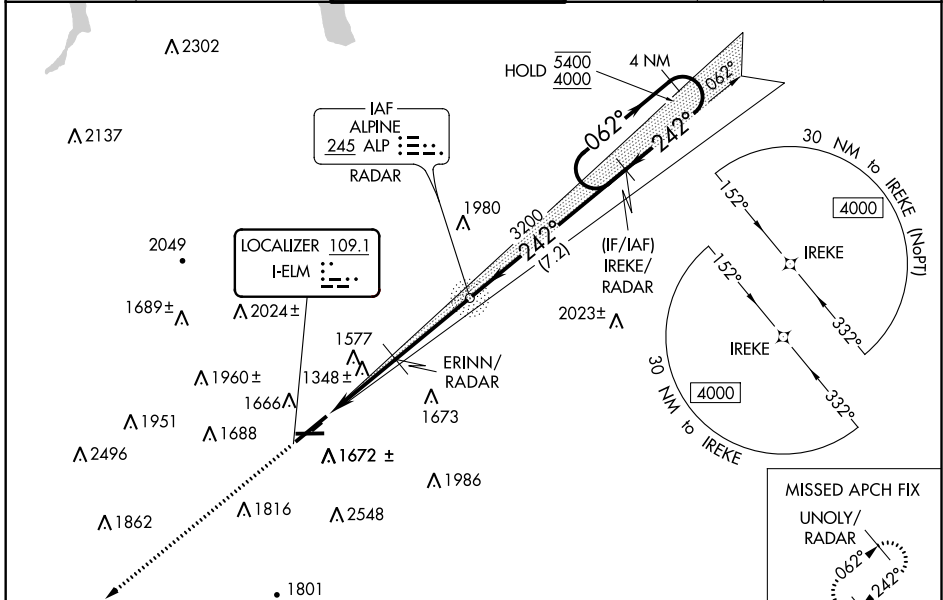 2302
HOLD 5400
4000
4 NM
062°
062°
242°
2137
IAF
ALPINE
245 ALP
RADAR
30 NM to IREKE (NoPT)
152°
4000
1980
3200
242°
(7.2)
(IF/IAF)
IREKE/
RADAR
IREKE
332°
2049
LOCALIZER 109.1
I-ELM
152°
1689±
2024±
2023±
IREKE
1577
ERINN/
RADAR
1960±
1348±
1666
1673
4000
332°
30 NM to IREKE
1951
1688
2496
1672 ±
1986
MISSED APCH FIX
UNOLY/
RADAR
062°
242°
1862
1816
2548
1801